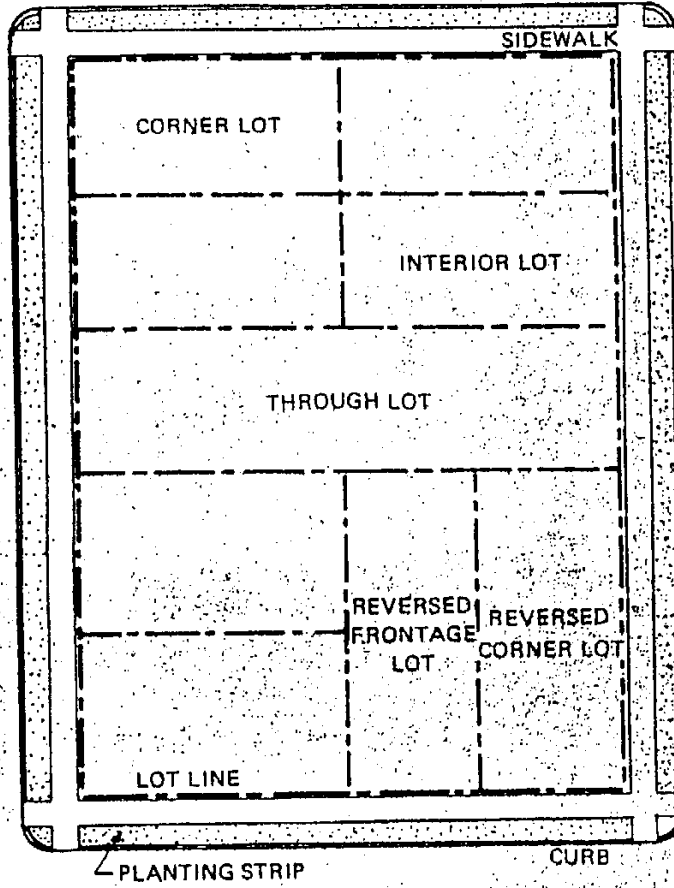 SIDEWALK
CORNER LOT
INTERIOR LOT
THROUGH LOT
REVERSED
FRONTAGE
LOT
REVERSED
CORNER LOT
LOT LINE
CURB
PLANTING STRIP